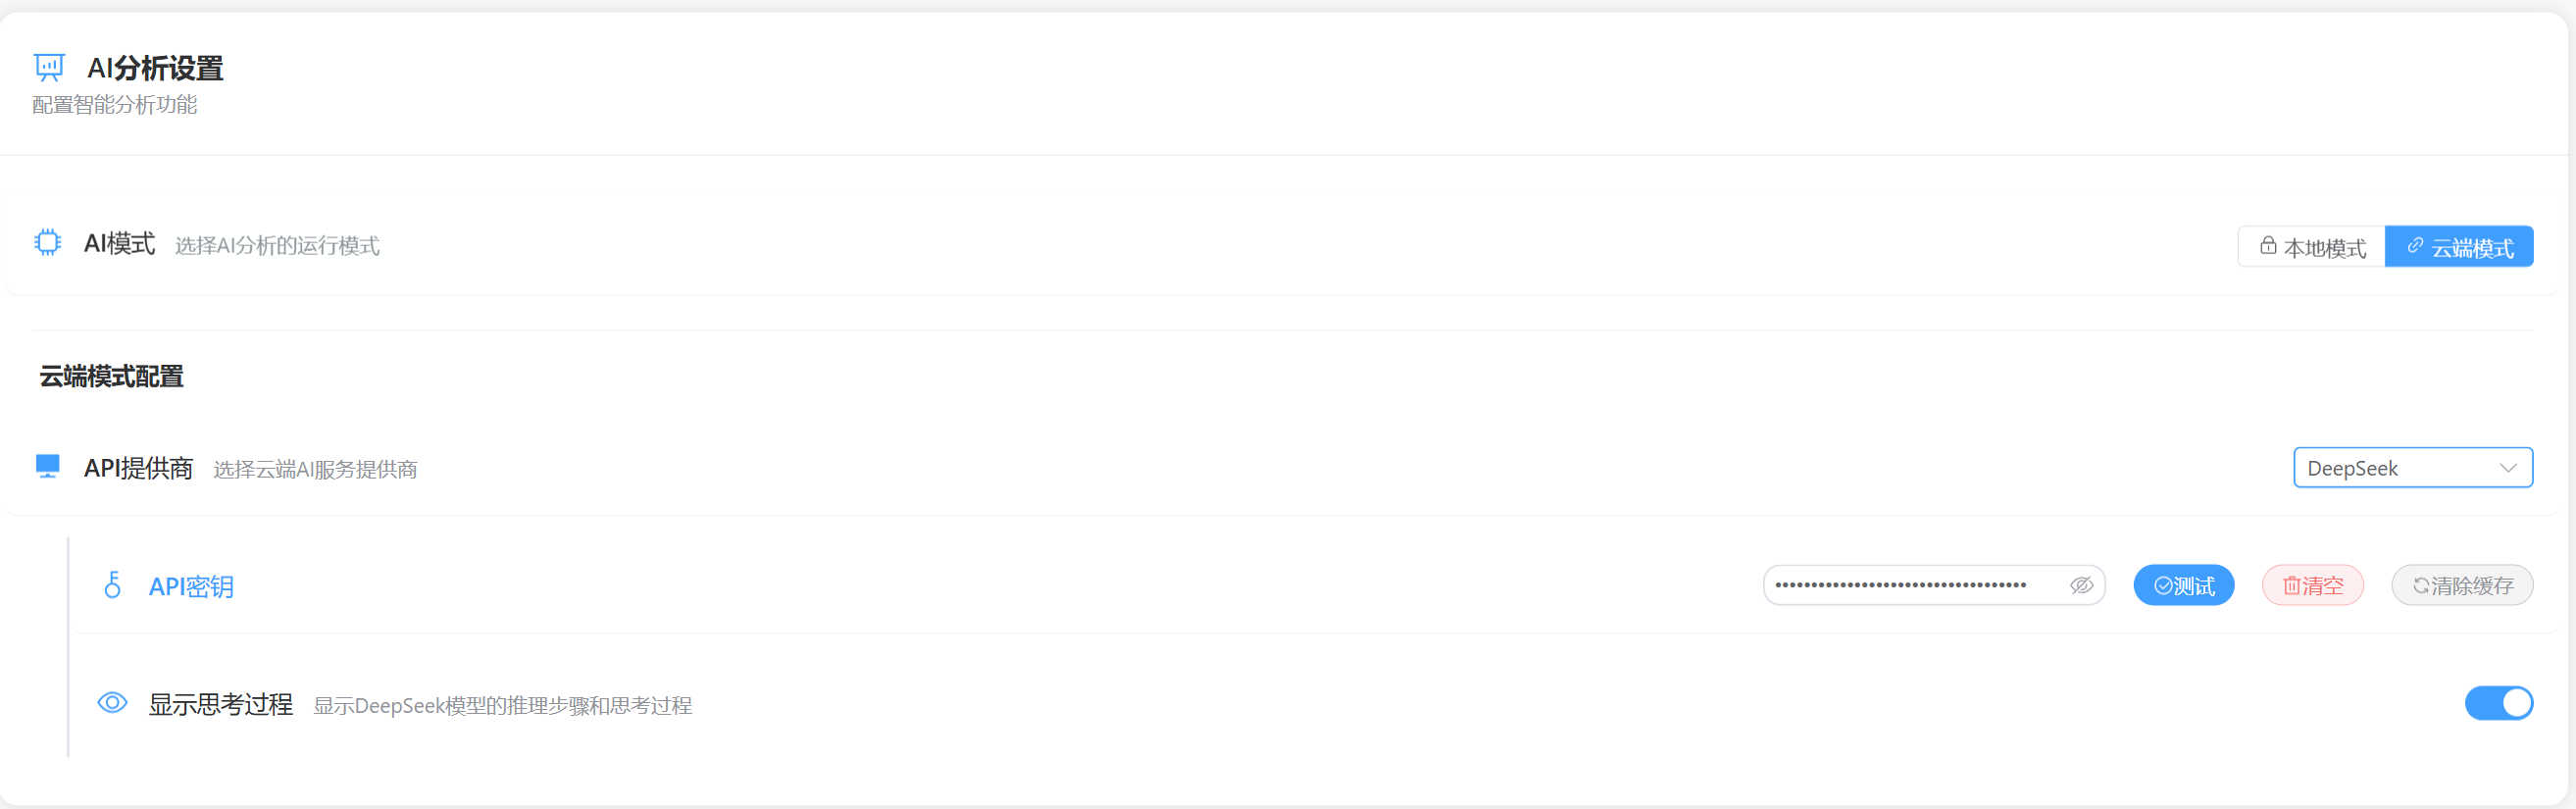 AI分析设置
配置智能分析功能
AI模式 选择AI分析的运行模式 本地模式 云端模式
云端模式配置
API提供商 选择云端AI服务提供商 DeepSeek
API密钥 ••••••••••••••••••••••••••••••••••• 测试 清空 清除缓存
显示思考过程 显示DeepSeek模型的推理步骤和思考过程